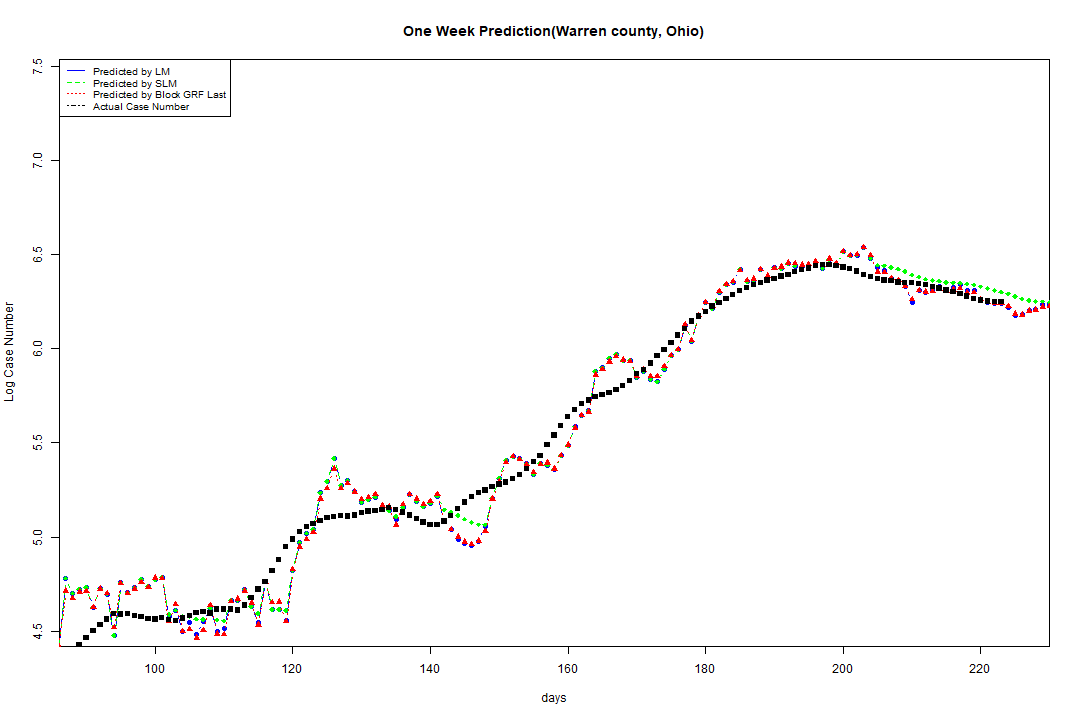 One Week Prediction(Warren county, Ohio)
Predicted by LM
Predicted by SLM
Predicted by Block GRF Last
Actual Case Number
Log Case Number
7.5
7.0
6.5
6.0
5.5
5.0
4.5
100 120 140 160 180 200 220
days